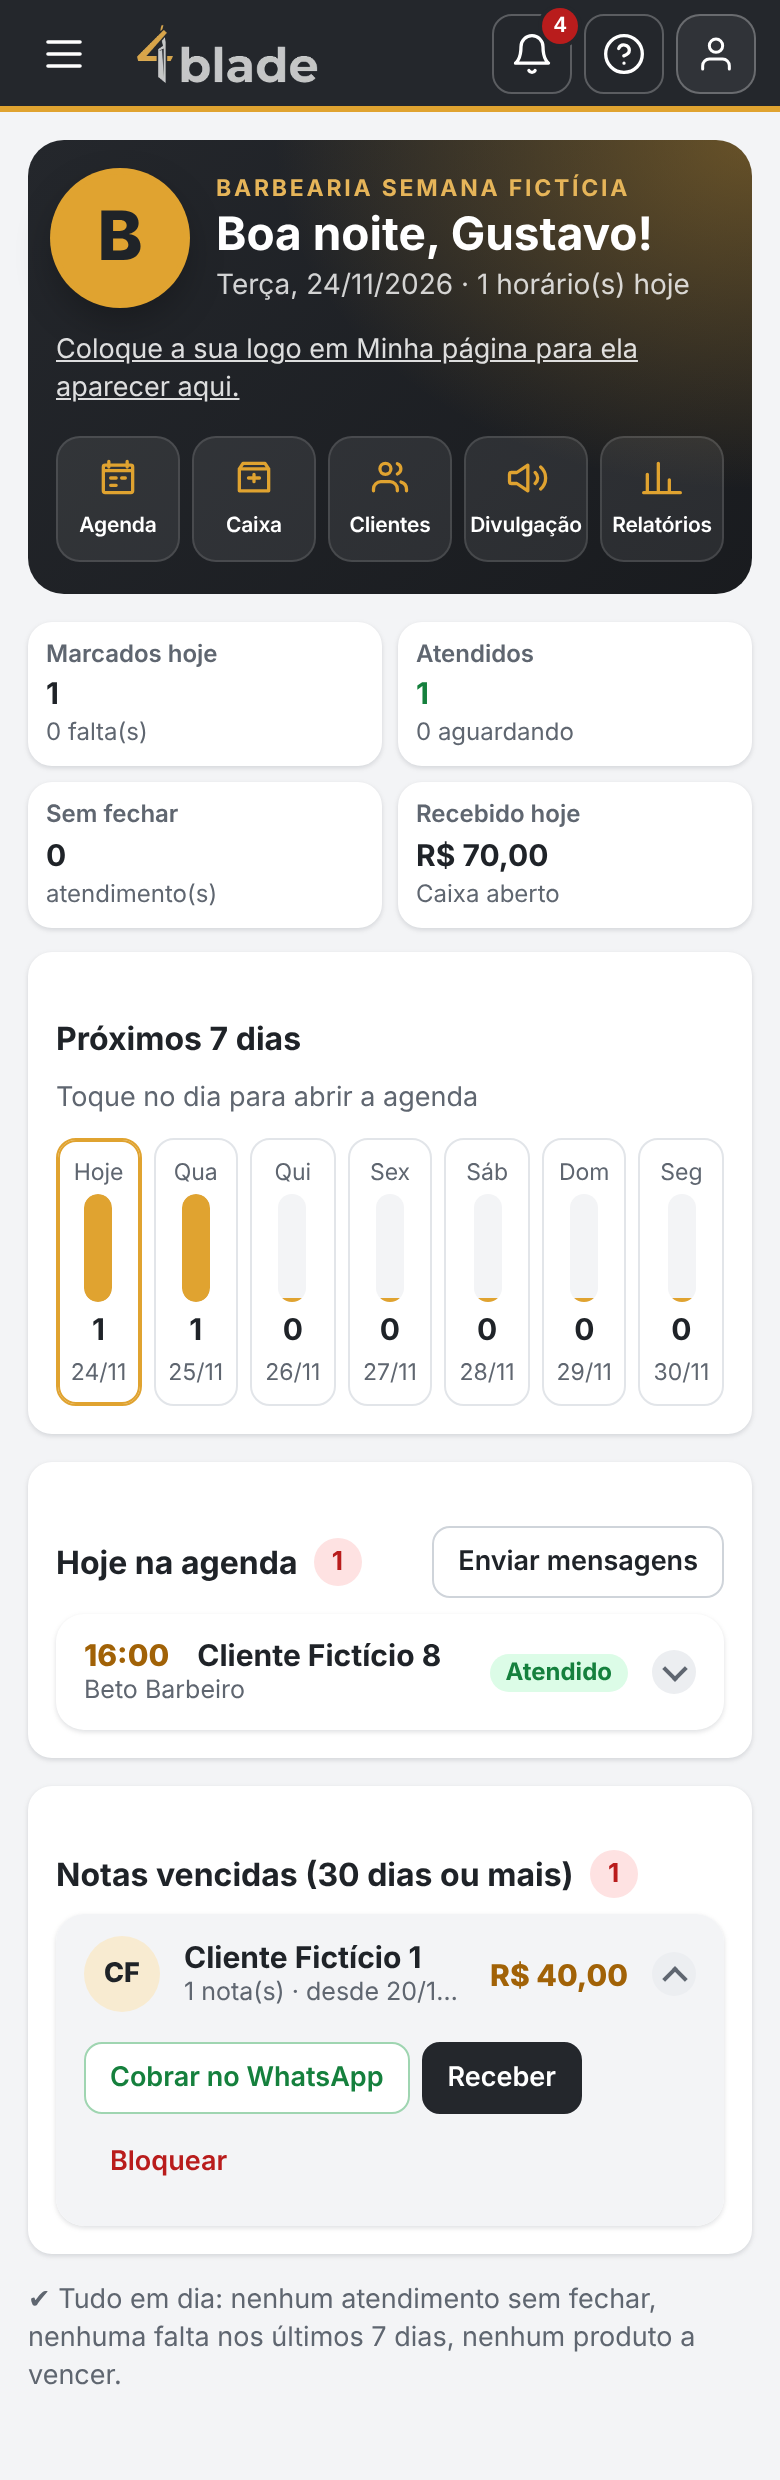 4blade
4
B
BARBEARIA SEMANA FICTÍCIA
Boa noite, Gustavo!
Terça, 24/11/2026 · 1 horário(s) hoje
Coloque a sua logo em Minha página para ela
aparecer aqui.
Agenda
Caixa
Clientes
Divulgação
Relatórios
Marcados hoje
1
0 falta(s)
Atendidos
1
0 aguardando
Sem fechar
0
atendimento(s)
Recebido hoje
R$ 70,00
Caixa aberto
Próximos 7 dias
Toque no dia para abrir a agenda
Hoje Qua Qui Sex Sáb Dom Seg
1 1 0 0 0 0 0
24/11 25/11 26/11 27/11 28/11 29/11 30/11
Hoje na agenda 1 Enviar mensagens
16:00 Cliente Fictício 8
Beto Barbeiro
Atendido
Notas vencidas (30 dias ou mais) 1
CF
Cliente Fictício 1
1 nota(s) · desde 20/1...
R$ 40,00
Cobrar no WhatsApp
Receber
Bloquear
✔ Tudo em dia: nenhum atendimento sem fechar,
nenhuma falta nos últimos 7 dias, nenhum produto a
vencer.